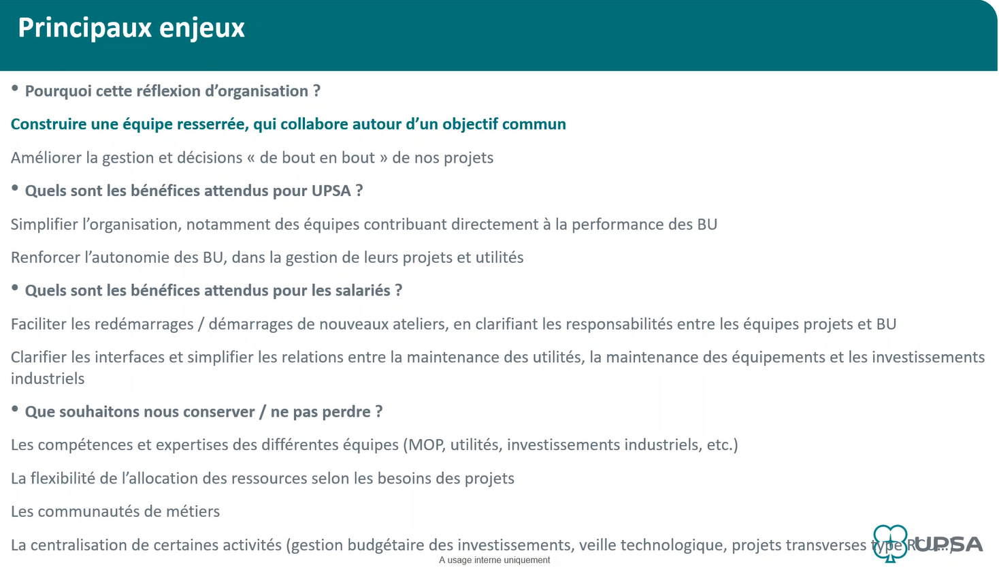 Principaux enjeux
• Pourquoi cette réflexion d’organisation ?
Construire une équipe resserrée, qui collabore autour d’un objectif commun
Améliorer la gestion et décisions « de bout en bout » de nos projets
• Quels sont les bénéfices attendus pour UPSA ?
Simplifier l’organisation, notamment des équipes contribuant directement à la performance des BU
Renforcer l’autonomie des BU, dans la gestion de leurs projets et utilités
• Quels sont les bénéfices attendus pour les salariés ?
Faciliter les redémarrages / démarrages de nouveaux ateliers, en clarifiant les responsabilités entre les équipes projets et BU
Clarifier les interfaces et simplifier les relations entre la maintenance des utilités, la maintenance des équipements et les investissements
industriels
• Que souhaitons nous conserver / ne pas perdre ?
Les compétences et expertises des différentes équipes (MOP, utilités, investissements industriels, etc.)
La flexibilité de l’allocation des ressources selon les besoins des projets
Les communautés de métiers
La centralisation de certaines activités (gestion budgétaire des investissements, veille technologique, projets transverses type
UPSA
A usage interne uniquement